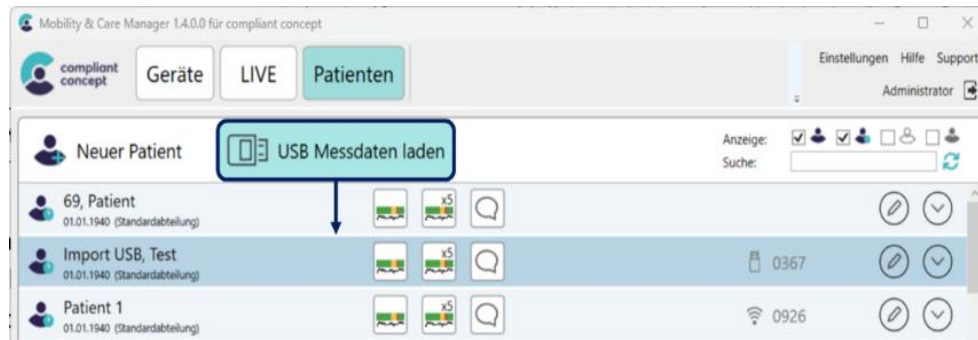 Mobility & Care Manager 1.4.0.0 für compliant concept
compliant
concept
Geräte
LIVE
Patienten
Einstellungen Hilfe Support
Administrator
Neuer Patient
USB Messdaten laden
Anzeige:
Suche:
69, Patient
01.01.1940 (Standardabteilung)
x5
Import USB, Test
01.01.1940 (Standardabteilung)
x5
0367
Patient 1
01.01.1940 (Standardabteilung)
x5
0926